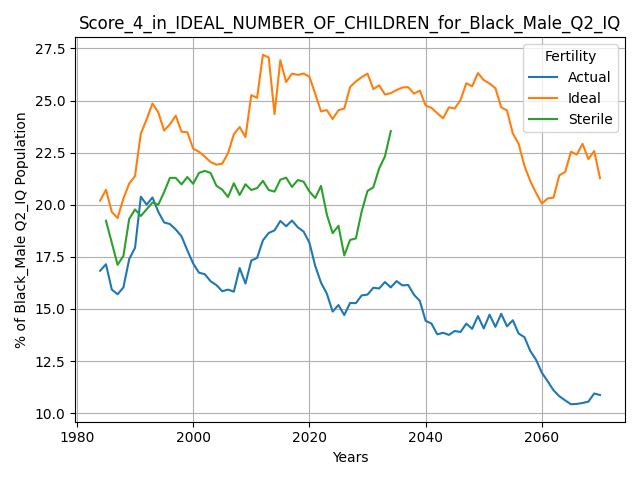 Score_4_in_IDEAL_NUMBER_OF_CHILDREN_for_Black_Male_Q2_IQ
Fertility
Actual
Ideal
Sterile
% of Black_Male Q2_IQ Population
27.5
25.0
22.5
20.0
17.5
15.0
12.5
10.0
1980
2000
2020
2040
2060
Years